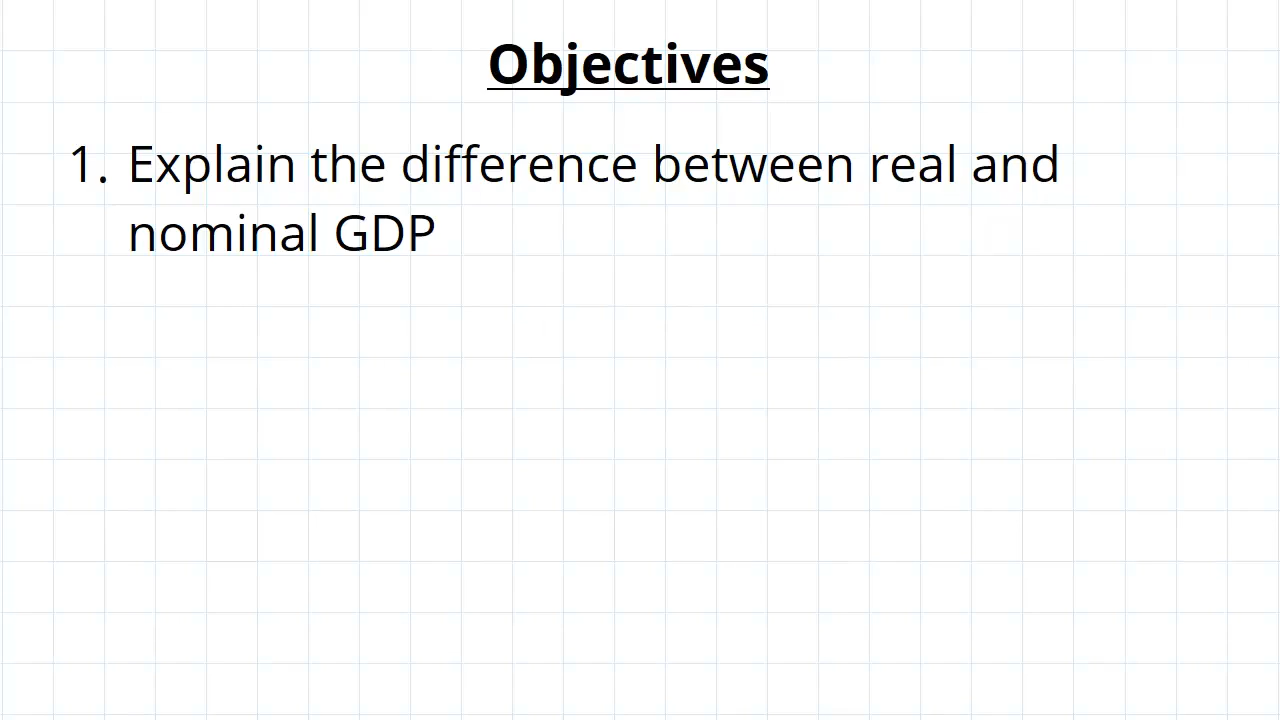 Objectives
1. Explain the difference between real and
nominal GDP